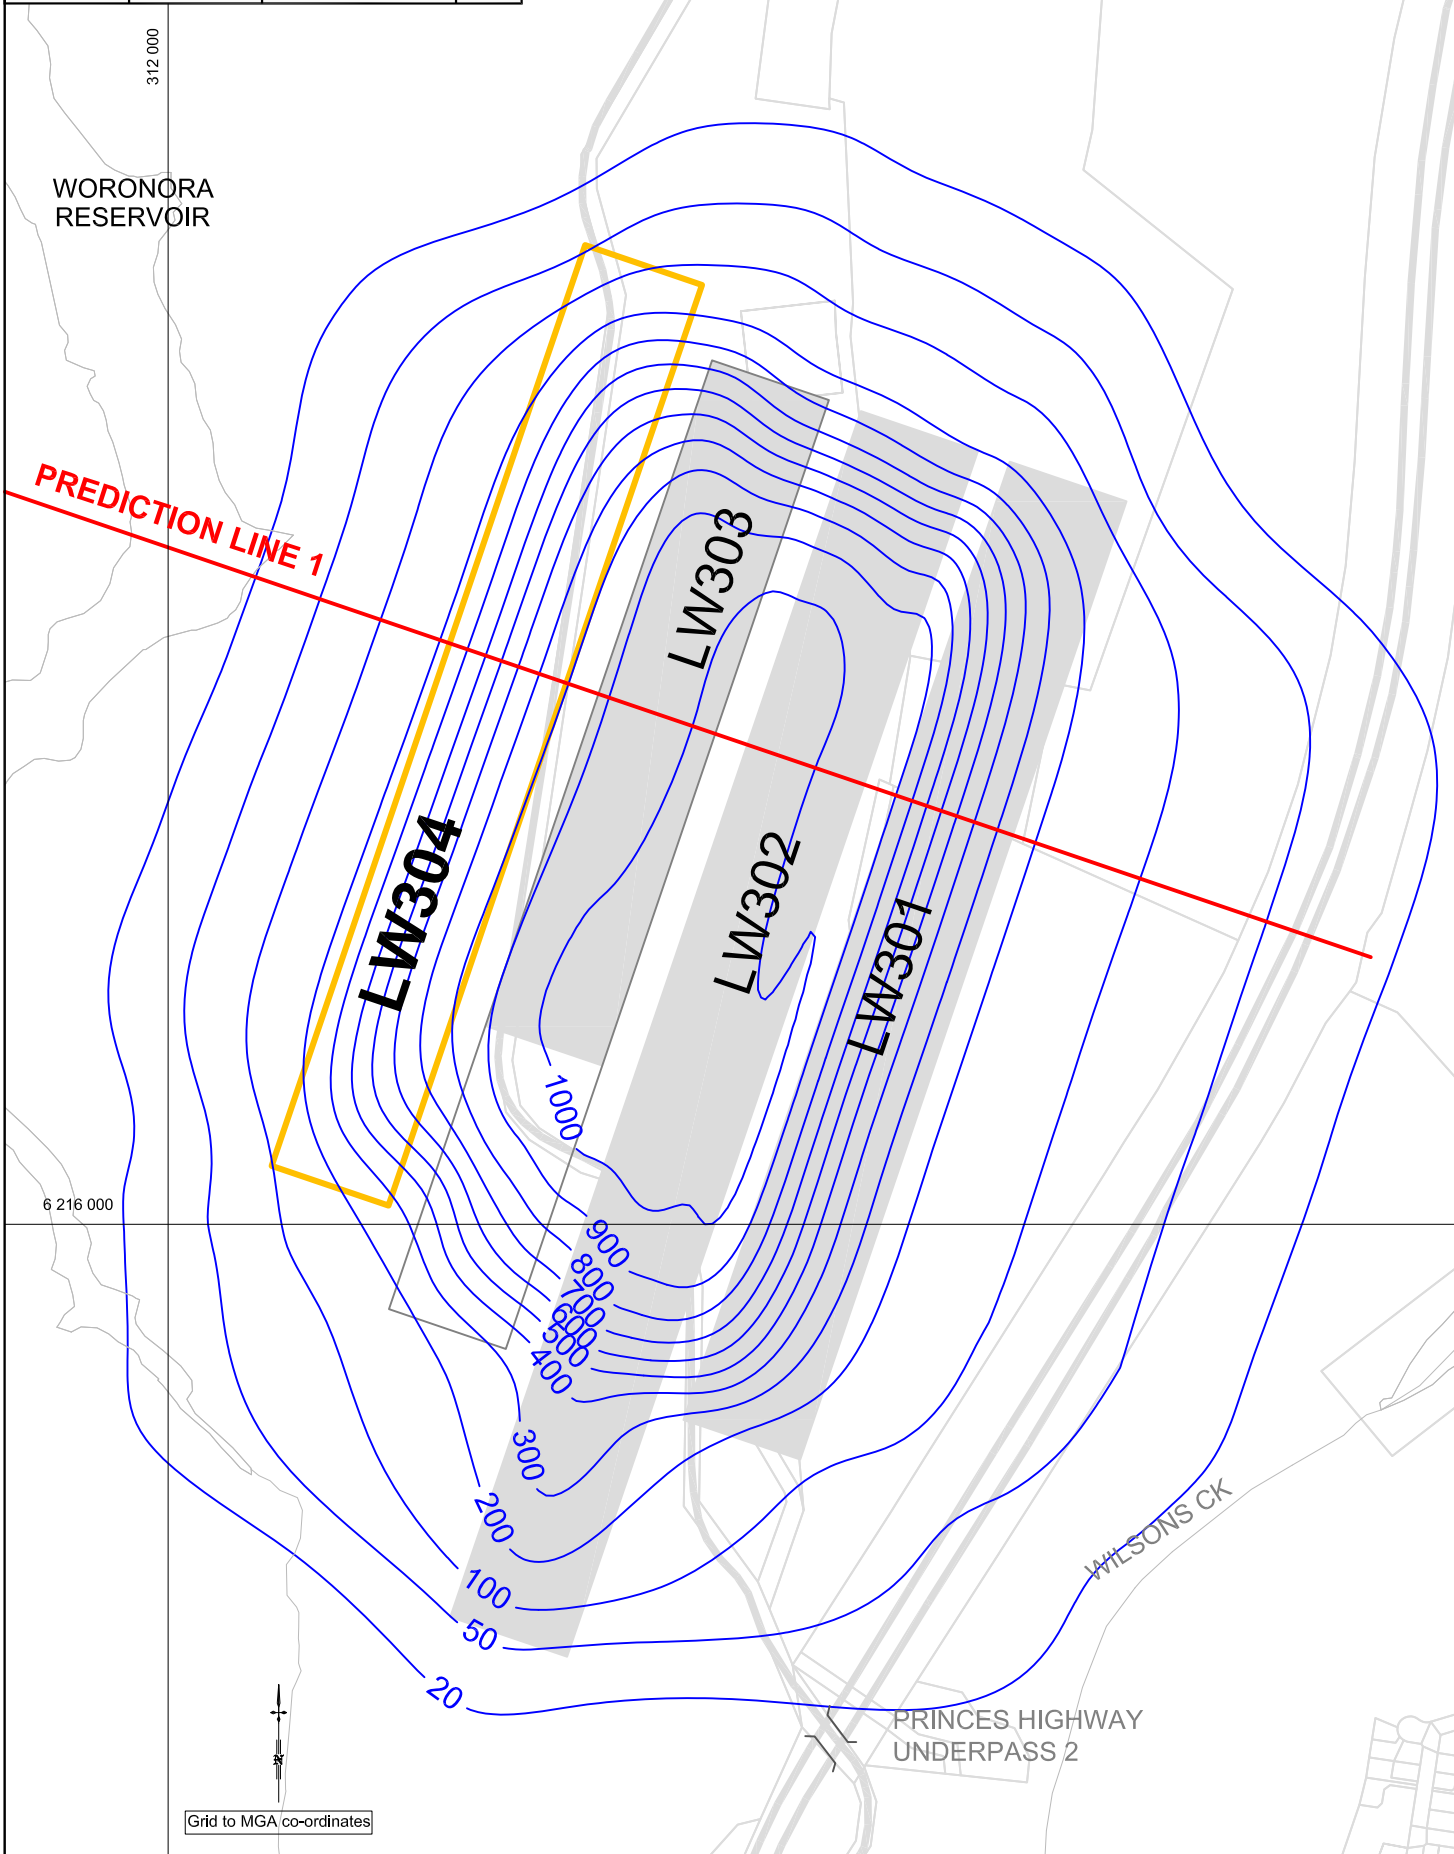 312 000
WORONORA
RESERVOIR
PREDICTION LINE 1
LW303
LW304
LW302
LW301
1000
6 216 000
900
800
700
600
500
400
300
200
100
50
20
WILSONS CK
PRINCES HIGHWAY
UNDERPASS 2
N
Grid to MGA co-ordinates